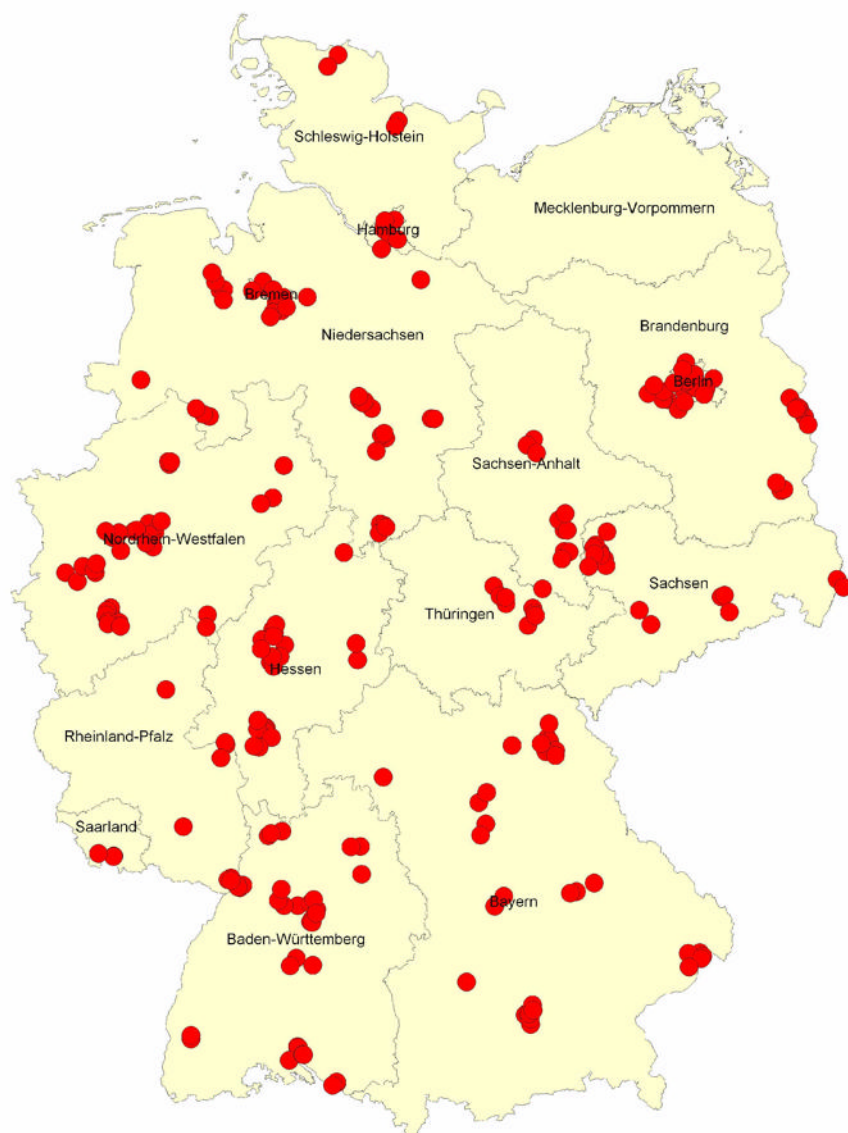 Schleswig-Holstein
Mecklenburg-Vorpommern
Hamburg
Bremen
Niedersachsen
Brandenburg
Berlin
Sachsen-Anhalt
Nordrhein-Westfalen
Sachsen
Thüringen
Hessen
Rheinland-Pfalz
Saarland
Bayern
Baden-Württemberg